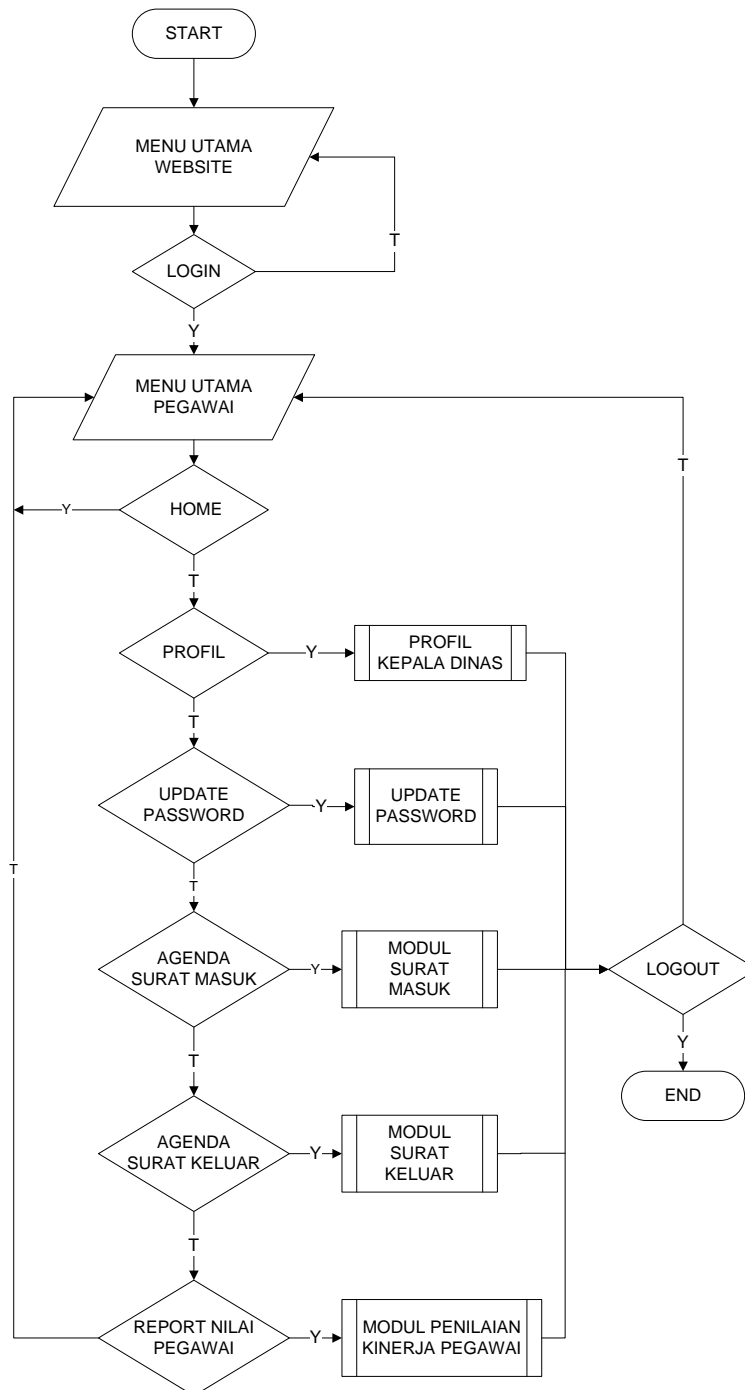 START
MENU UTAMA
WEBSITE
T
LOGIN
Y
MENU UTAMA
PEGAWAI
T
HOME
Y
T
PROFIL
Y
PROFIL
KEPALA DINAS
T
UPDATE
PASSWORD
Y
UPDATE
PASSWORD
T
T
AGENDA
SURAT MASUK
Y
MODUL
SURAT
MASUK
LOGOUT
Y
END
T
AGENDA
SURAT KELUAR
Y
MODUL
SURAT
KELUAR
T
REPORT NILAI
PEGAWAI
Y
MODUL PENILAIAN
KINERJA PEGAWAI